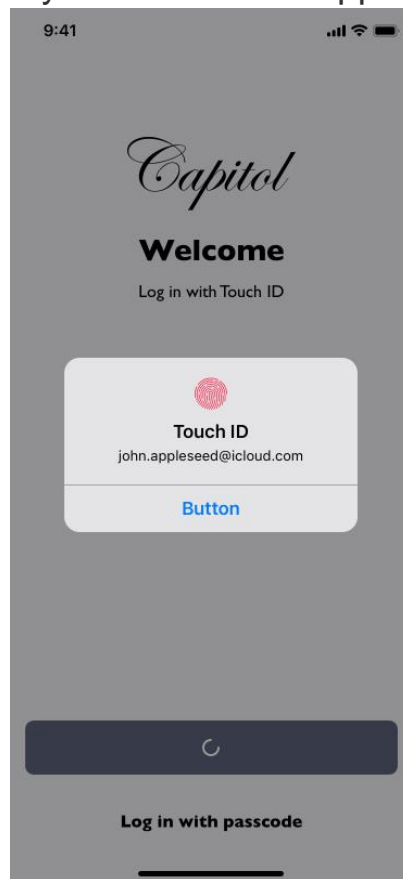 9:41
Capitol
Welcome
Log in with Touch ID
Touch ID
john.appleseed@icloud.com
Button
Log in with passcode